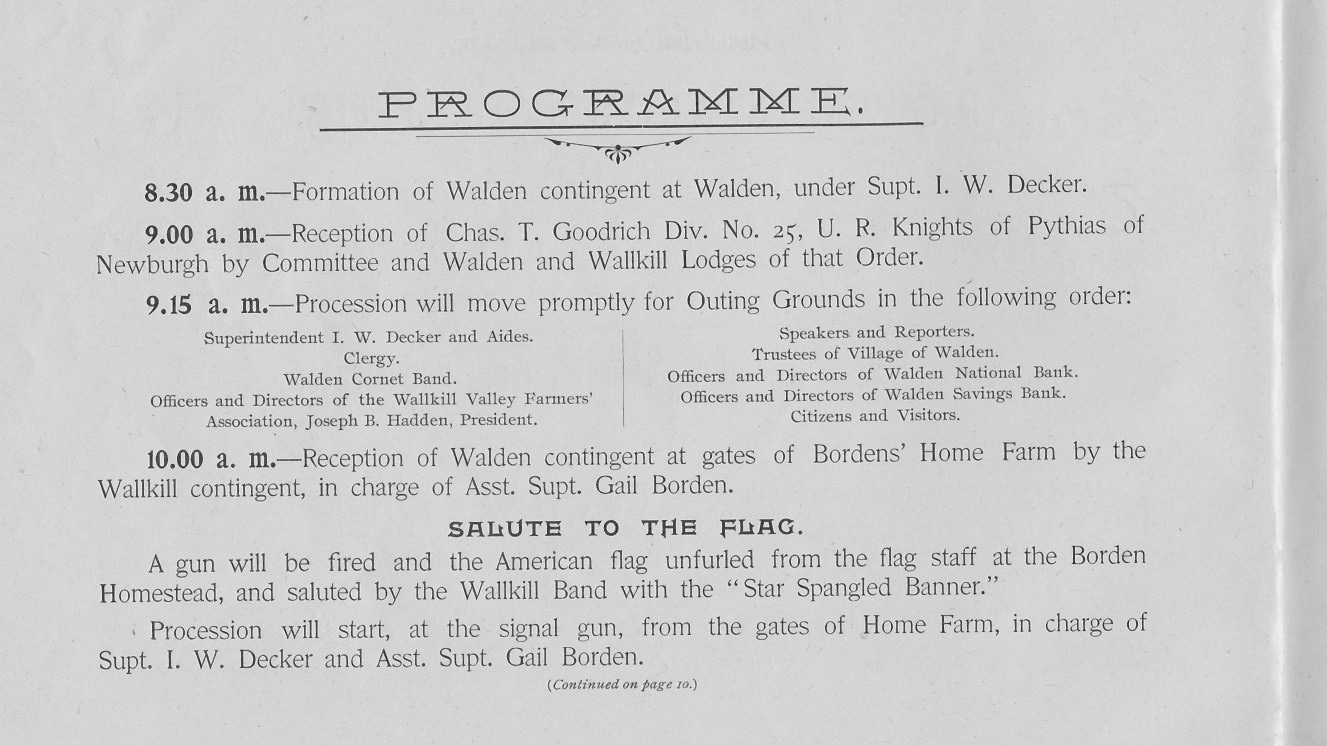 PROGRAMME.
8.30 a. m.—Formation of Walden contingent at Walden, under Supt. I. W. Decker.
9.00 a. m.—Reception of Chas. T. Goodrich Div. No. 25, U. R. Knights of Pythias of
Newburgh by Committee and Walden and Wallkill Lodges of that Order.
9.15 a. m.—Procession will move promptly for Outing Grounds in the following order:
Superintendent I. W. Decker and Aides.
Clergy.
Walden Cornet Band.
Officers and Directors of the Wallkill Valley Farmers'
Association, Joseph B. Hadden, President.
Speakers and Reporters.
Trustees of Village of Walden.
Officers and Directors of Walden National Bank.
Officers and Directors of Walden Savings Bank.
Citizens and Visitors.
10.00 a. m.—Reception of Walden contingent at gates of Bordens' Home Farm by the
Wallkill contingent, in charge of Asst. Supt. Gail Borden.
SALUTE TO THE FLAG.
A gun will be fired and the American flag unfurled from the flag staff at the Borden
Homestead, and saluted by the Wallkill Band with the "Star Spangled Banner."
Procession will start, at the signal gun, from the gates of Home Farm, in charge of
Supt. I. W. Decker and Asst. Supt. Gail Borden.
(Continued on page 10.)